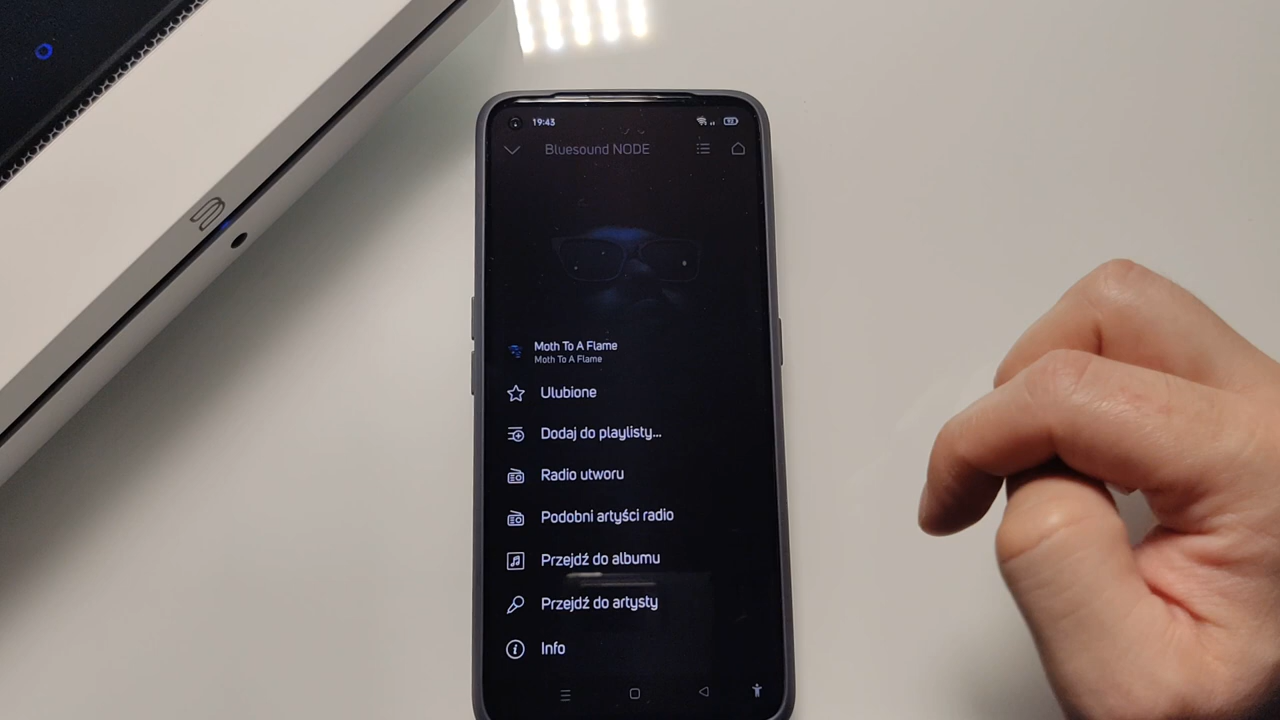 19:43
Bluesound NODE
Moth To A Flame
Moth To A Flame
Ulubione
Dodaj do playlisty...
Radio utworu
Podobni artyści radio
Przejdź do albumu
Przejdź do artysty
Info